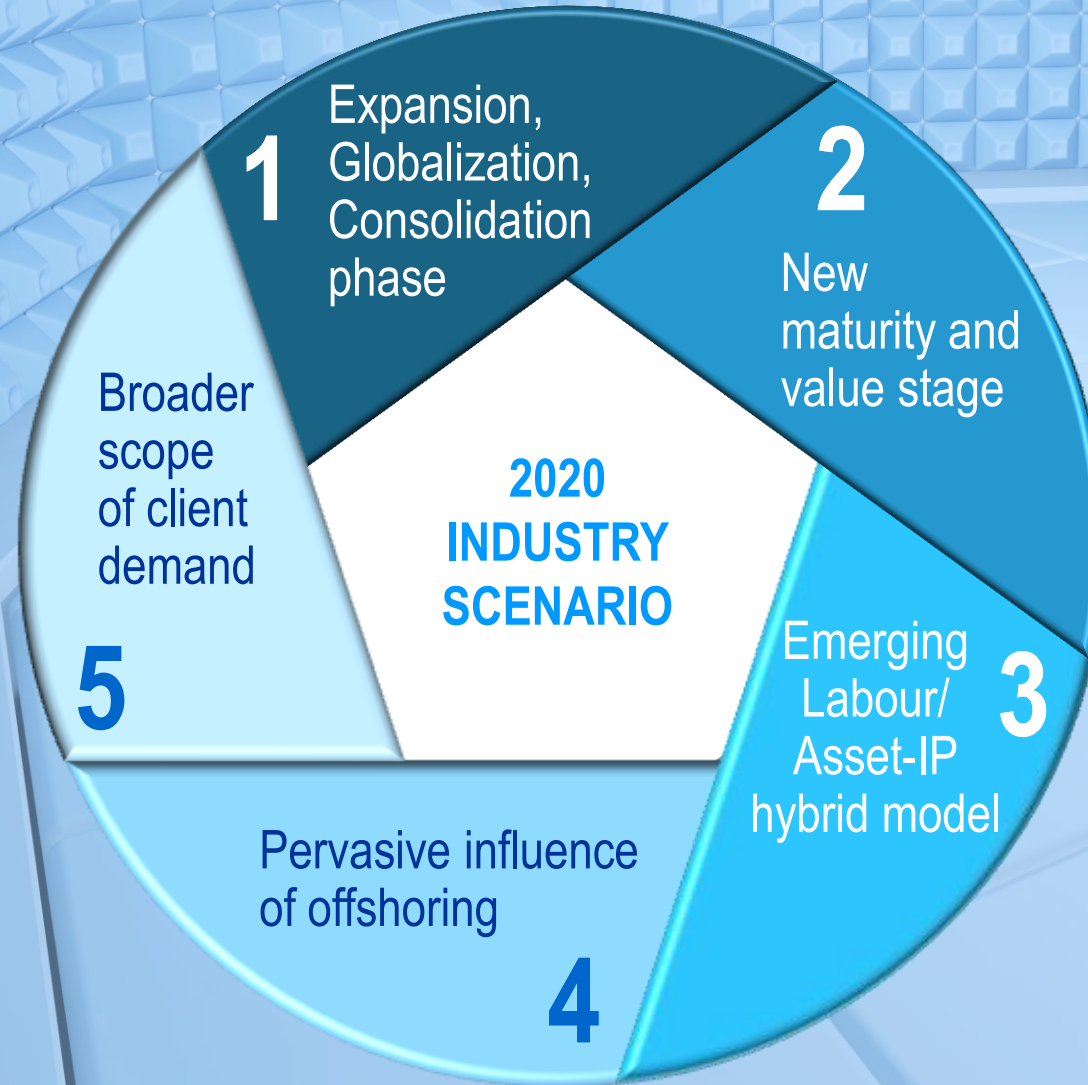 1
Expansion,
Globalization,
Consolidation
phase
2
New
maturity and
value stage
3
Emerging
Labour/
Asset-IP
hybrid model
4
Pervasive influence
of offshoring
5
Broader
scope
of client
demand
2020
INDUSTRY
SCENARIO